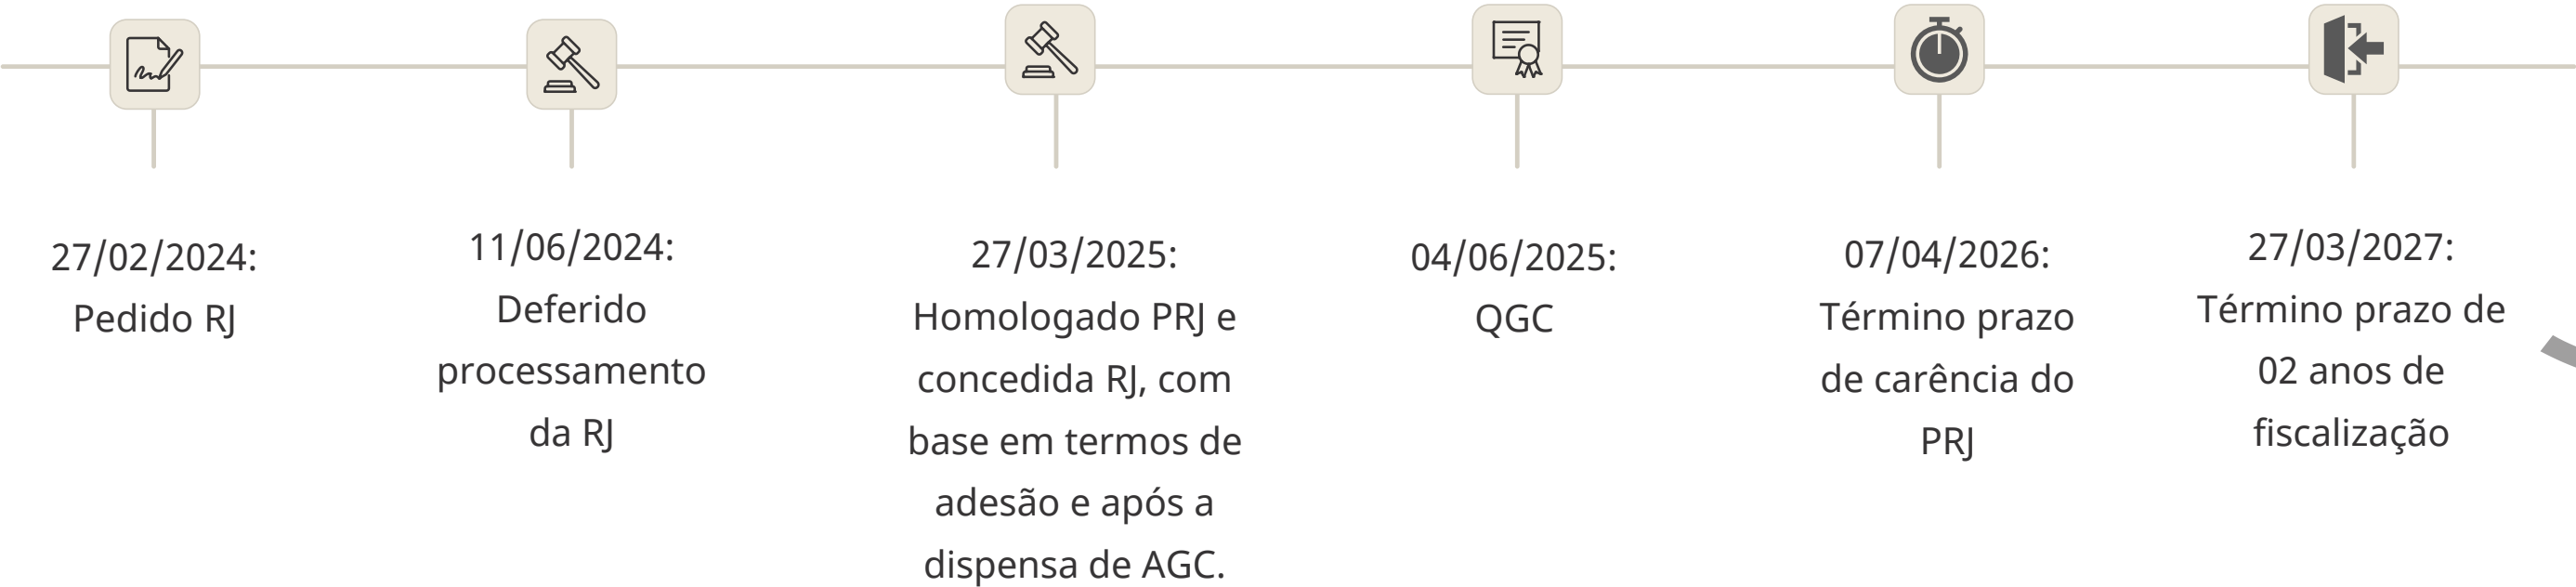 27/02/2024:
Pedido RJ
11/06/2024:
Deferido
processamento
da RJ
27/03/2025:
Homologado PRJ e
concedida RJ, com
base em termos de
adesão e após a
dispensa de AGC.
04/06/2025:
QGC
07/04/2026:
Término prazo
de carência do
PRJ
27/03/2027:
Término prazo de
02 anos de
fiscalização